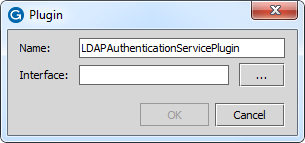 Plugin
Name: LDAPAuthenticationServicePlugin
Interface: ...
OK Cancel